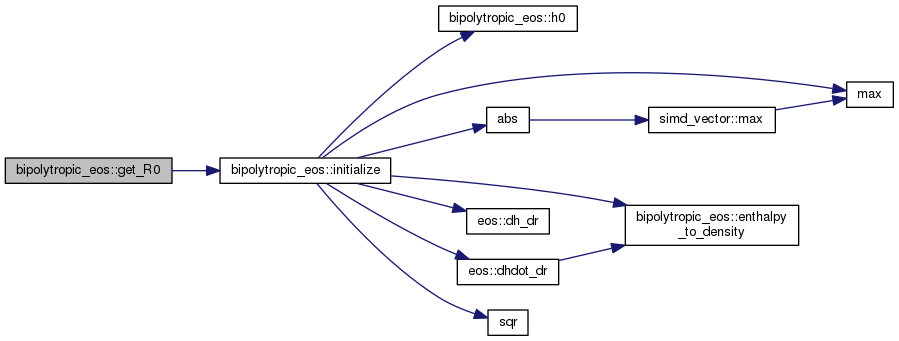 bipolytropic_eos::h0
max
abs
simd_vector::max
bipolytropic_eos::get_R0
bipolytropic_eos::initialize
eos::dh_dr
bipolytropic_eos::enthalpy
_to_density
eos::dhdot_dr
sqr